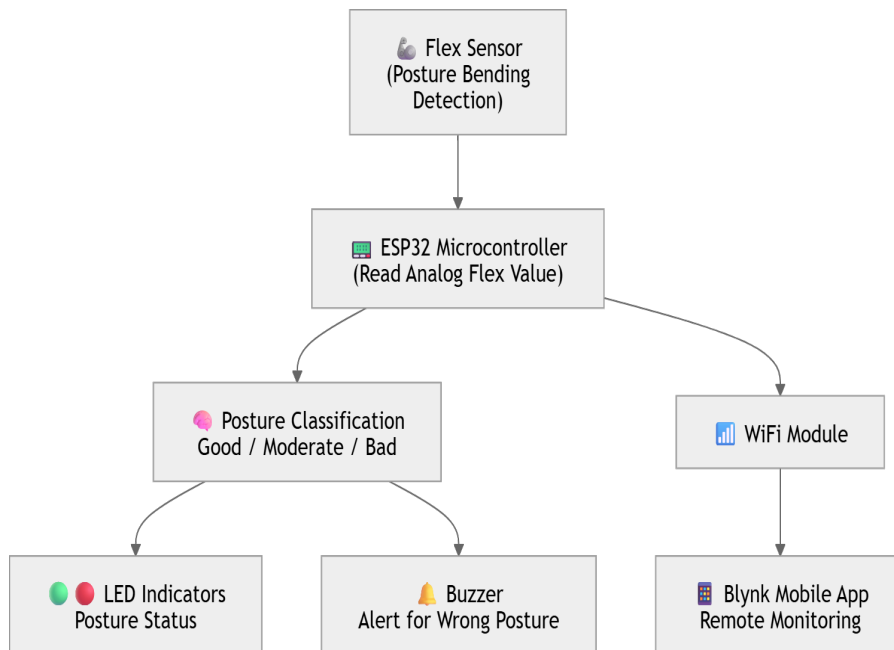 Flex Sensor
(Posture Bending
Detection)
ESP32 Microcontroller
(Read Analog Flex Value)
Posture Classification
Good / Moderate / Bad
WiFi Module
LED Indicators
Posture Status
Buzzer
Alert for Wrong Posture
Blynk Mobile App
Remote Monitoring